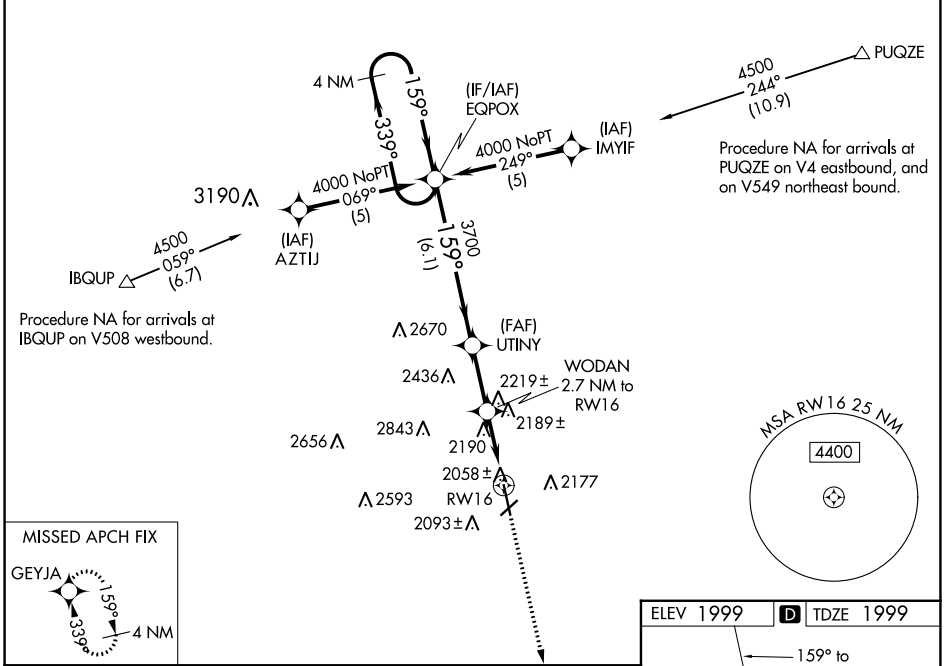 PUQZE
4500
244°
(10.9)
4 NM
159°
339°
(IF/IAF)
EQPOX
(IAF)
IMYIF
4000 NoPT
249°
(5)
Procedure NA for arrivals at
PUQZE on V4 eastbound, and
on V549 northeast bound.
3190
4000 NoPT
069°
(5)
(IAF)
AZTIJ
4500
059°
(6.7)
IBQUP
Procedure NA for arrivals at
IBQUP on V508 westbound.
3700
159°
(6.1)
2670
(FAF)
UTINY
WODAN
2.7 NM to
RW16
2436
2219±
2189±
2843
2656
2190
2058±
2177
2593
RW16
2093±
MSA RW16 25 NM
4400
MISSED APCH FIX
GEYJA
159°
339°
4 NM
ELEV 1999 D TDZE 1999
159° to